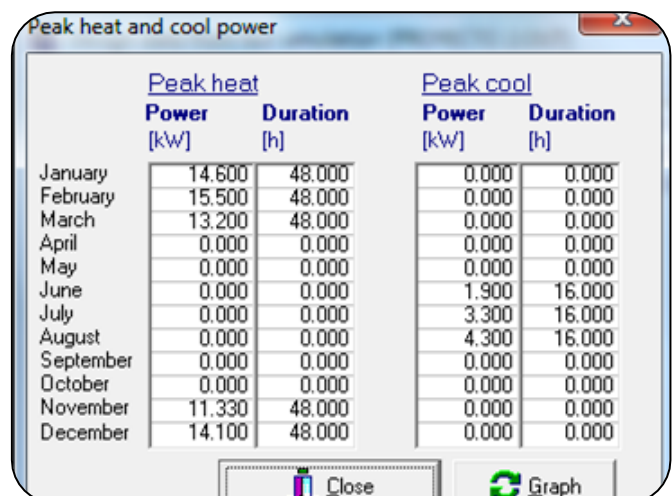 Peak heat and cool power
Peak heat Peak cool
Power Duration Power Duration
[kW] [h] [kW] [h]
January 14.600 48.000 0.000 0.000
February 15.500 48.000 0.000 0.000
March 13.200 48.000 0.000 0.000
April 0.000 0.000 0.000 0.000
May 0.000 0.000 0.000 0.000
June 0.000 0.000 1.900 16.000
July 0.000 0.000 3.300 16.000
August 0.000 0.000 4.300 16.000
September 0.000 0.000 0.000 0.000
October 0.000 0.000 0.000 0.000
November 11.330 48.000 0.000 0.000
December 14.100 48.000 0.000 0.000
Close Graph